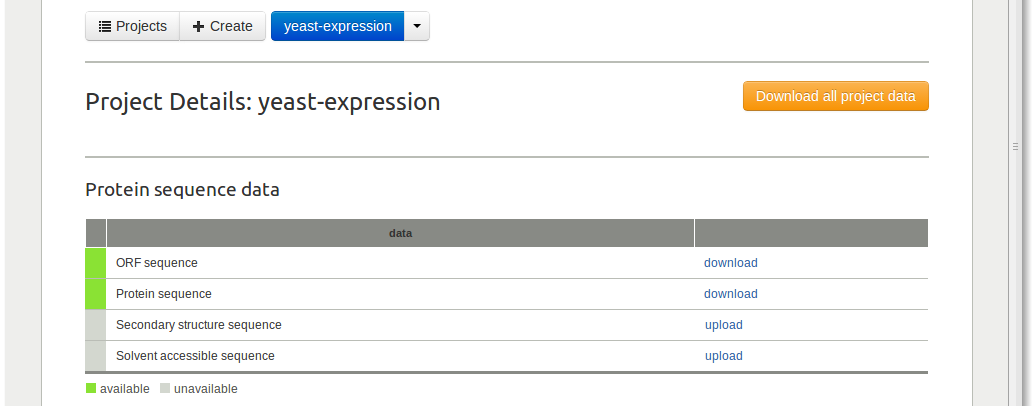 Projects Create yeast-expression
Project Details: yeast-expression Download all project data
Protein sequence data
data
ORF sequence download
Protein sequence download
Secondary structure sequence upload
Solvent accessible sequence upload
available unavailable